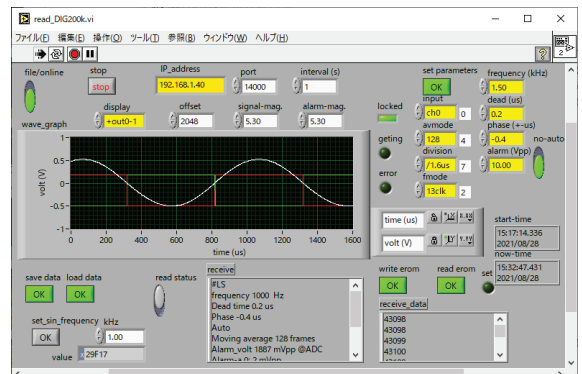 read_DIG200k.vi
ファイル(F) 編集(E) 操作(O) ツール(T) 参照(B) ウィンドウ(W) ヘルプ(H)
2
file/online
stop
stop
IP_address
192.168.1.40
port
14000
interval (s)
1
set parameters
OK
frequency (kHz)
1.50
display
+out0-1
offset
2048
signal-mag.
5.30
alarm-mag.
5.30
locked
input
ch0
0
dead (us)
0.2
wave_graph
geting
avmode
128
4
phase (+-us)
-0.4
no-auto
division
/1.6us
7
alarm (Vpp)
10.00
error
fmode
13clk
2
volt (V)
1-
0.5-
0-
-0.5-
-1-
0 200 400 600 800 1000 1200 1400 1600
time (us)
time (us)
volt (V)
start-time
15:17:14.336
2021/08/28
now-time
15:32:47.431
2021/08/28
save data
OK
load data
OK
read status
receive
#LS
frequency 1000 Hz
Dead time 0.2 us
Phase -0.4 us
Auto
Moving average 128 frames
Alarm_volt 1887 mVpp @ADC
Alarm-a 0: 2 mVpp
write erom
OK
read erom
OK
set
set_sin_frequency kHz
OK
1.00
value
x 29F17
receive_data
43098
43098
43099
43100